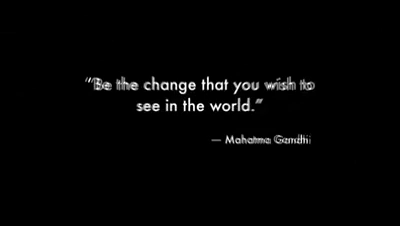 “Be the change that you wish to
see in the world.”
— Mahatma Gandhi